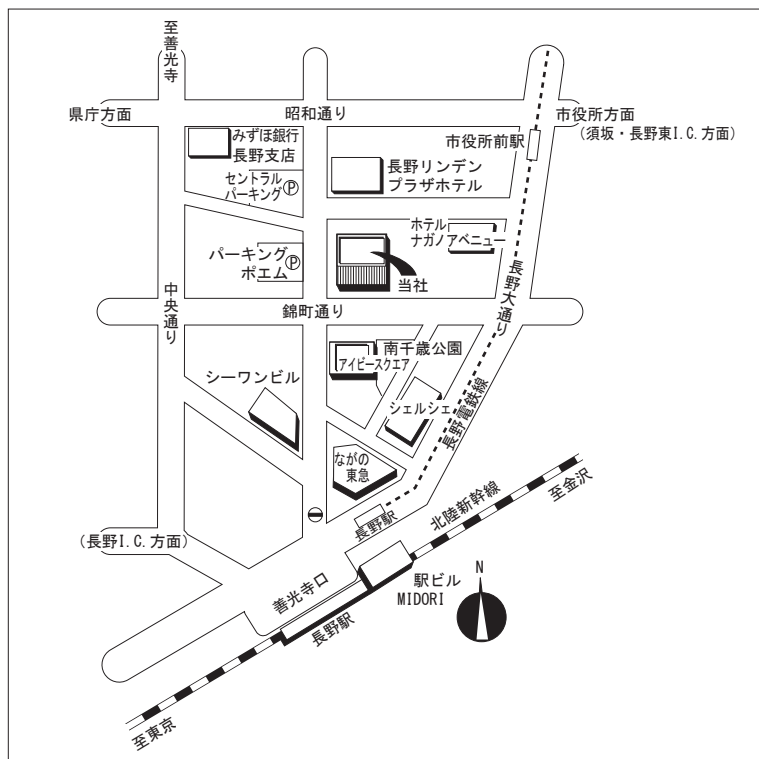 至善光寺
県庁方面
昭和通り
市役所方面
(須坂・長野東I.C.方面)
みずほ銀行
長野支店
市役所前駅
セントラル
パーキング
P
長野リンデン
プラザホテル
ホテル
ナガノアベニュー
パーキング
ポエム
P
当社
長野大通り
中央通り
錦町通り
南千歳公園
アイピースクエア
シーワンビル
シェルシェ
長野電鉄線
ながの
東急
長野駅
北陸新幹線
至金沢
(長野I.C.方面)
善光寺口
駅ビル
MIDORI
N
長野駅
至東京